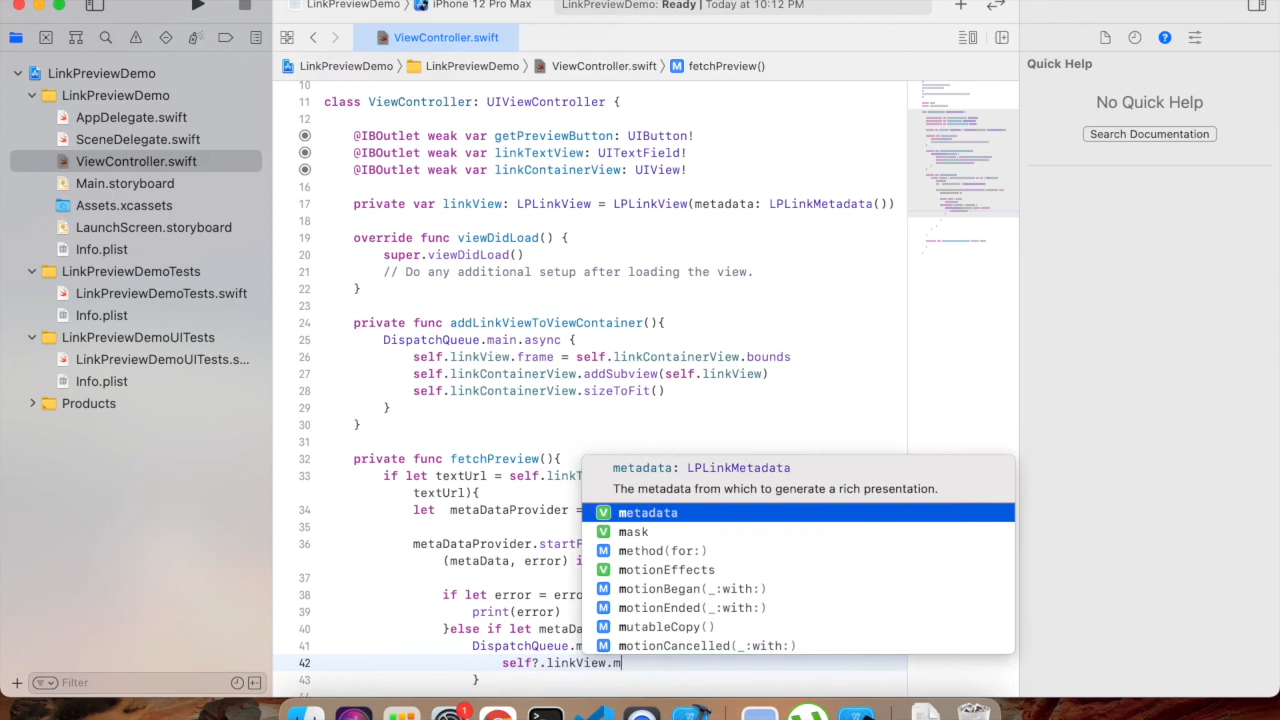 LinkPreviewDemo
iPhone 12 Pro Max
LinkPreviewDemo: Ready | Today at 10:12 PM
ViewController.swift
LinkPreviewDemo
LinkPreviewDemo
ViewController.swift
M
fetchPreview()
Quick Help
No Quick Help
Search Documentation
LinkPreviewDemo
LinkPreviewDemo
AppDelegate.swift
SceneDelegate.swift
ViewController.swift
Main.storyboard
Assets.xcassets
LaunchScreen.storyboard
Info.plist
LinkPreviewDemoTests
LinkPreviewDemoTests.swift
Info.plist
LinkPreviewDemoUITests
LinkPreviewDemoUITests.s...
Info.plist
Products
Filter
10
11 class ViewController: UIViewController {
12
@IBOutlet weak var getPreviewButton: UIButton!
@IBOutlet weak var linkTextView: UITextField!
@IBOutlet weak var linkContainerView: UIView!
16
17 private var linkView: LPLinkView = LPLinkView(metadata: LPLinkMetadata())
18
19 override func viewDidLoad() {
20 super.viewDidLoad()
21 // Do any additional setup after loading the view.
22 }
23
24 private func addLinkViewToViewContainer(){
25 DispatchQueue.main.async {
26 self.linkView.frame = self.linkContainerView.bounds
27 self.linkContainerView.addSubview(self.linkView)
28 self.linkContainerView.sizeToFit()
29 }
30 }
31
32 private func fetchPreview(){
33 if let textUrl = self.linkT
textUrl){
34 let metaDataProvider =
35
36 metaDataProvider.startF
(metaData, error) i
37
38 if let error = erro
39 print(error)
40 }else if let metaDa
41 DispatchQueue.m
42 self?.linkView.m
43 }
metadata: LPLinkMetadata
The metadata from which to generate a rich presentation.
V metadata
V mask
M method(for:)
V motionEffects
M motionBegan(_:with:)
M motionEnded(_:with:)
M mutableCopy()
M motionCancelled(_:with:)
1